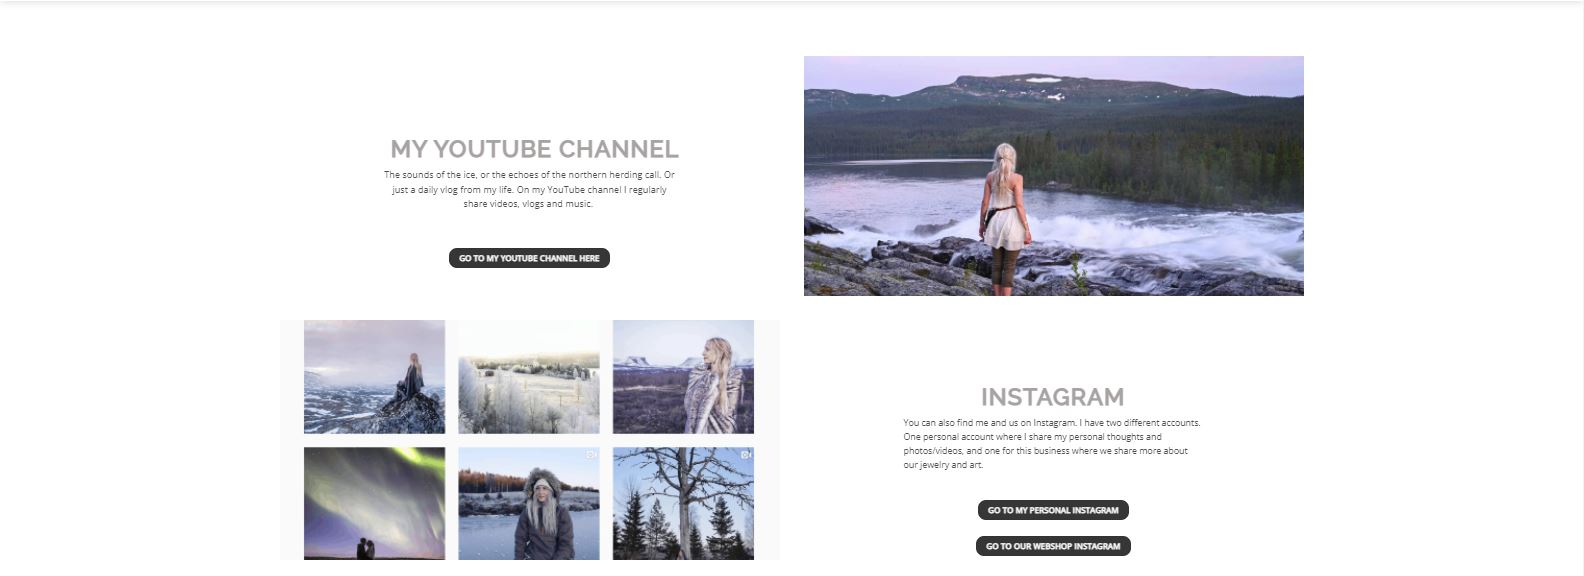 MY YOUTUBE CHANNEL
The sounds of the ice, or the echoes of the northern herding call. Or
just a daily vlog from my life. On my YouTube channel I regularly
share videos, vlogs and music.
GO TO MY YOUTUBE CHANNEL HERE
INSTAGRAM
You can also find me and us on Instagram. I have two different accounts.
One personal account where I share my personal thoughts and
photos/videos, and one for this business where we share more about
our jewelry and art.
GO TO MY PERSONAL INSTAGRAM
GO TO OUR WEBSHOP INSTAGRAM